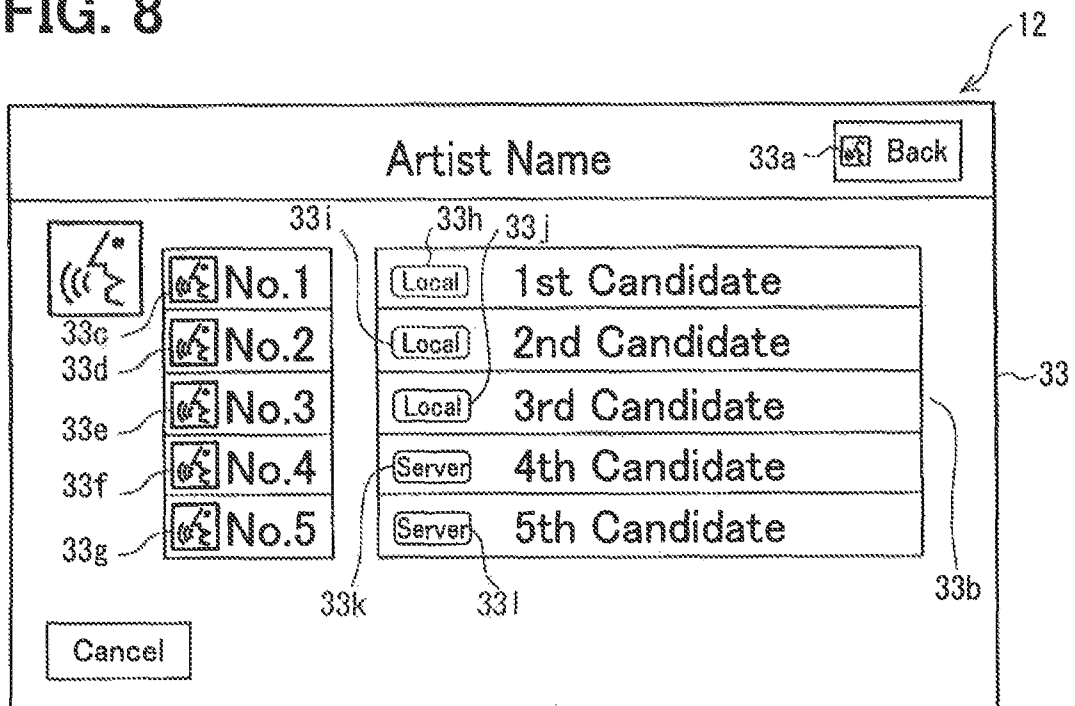 FIG. 8
12
Artist Name
33a
Back
33i
33h
33j
No.1
Local
1st Candidate
33c
No.2
Local
2nd Candidate
33d
33
No.3
Local
3rd Candidate
33e
No.4
Server
4th Candidate
33f
No.5
Server
5th Candidate
33g
33k
33l
33b
Cancel